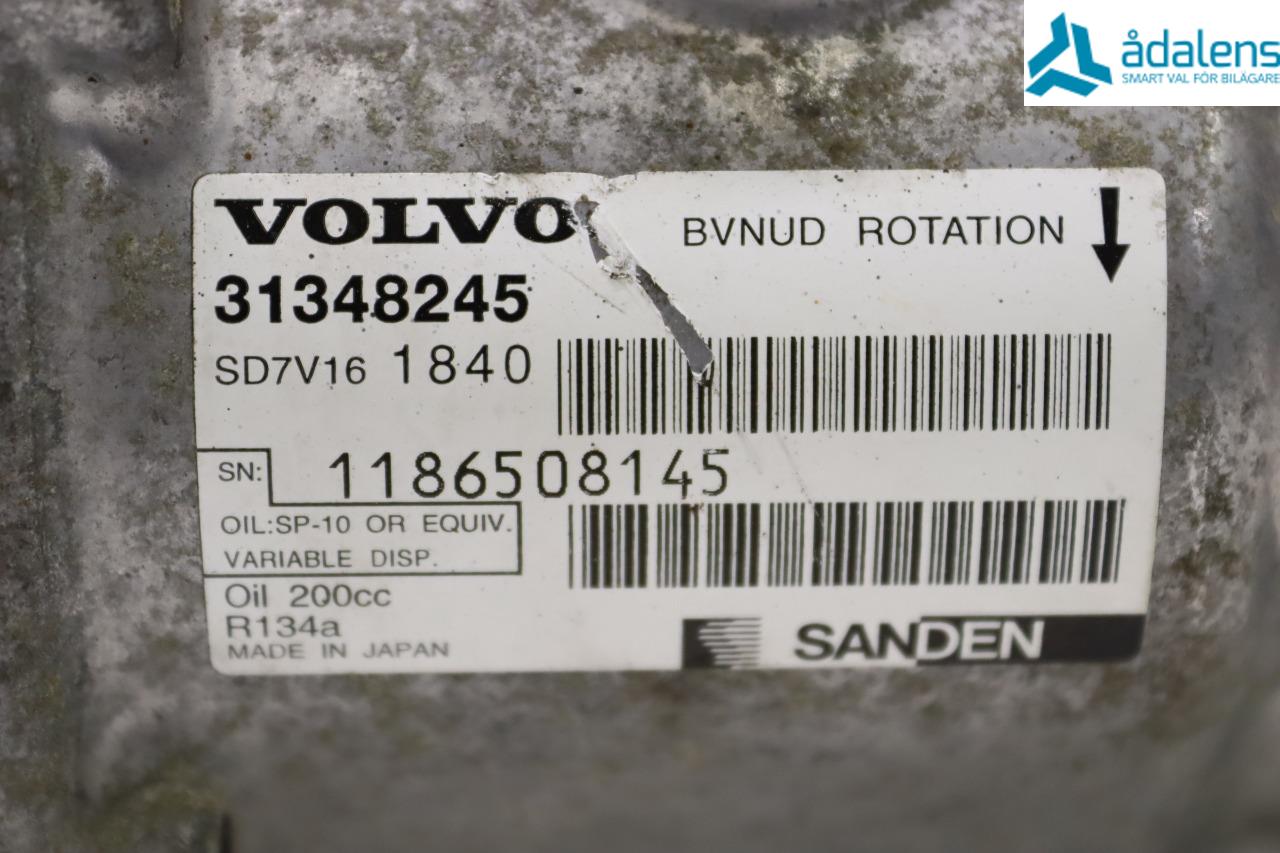 ådalens
SMART VAL FÖR BILÄGARE
VOLVO BVNUD ROTATION
31348245
SD7V16 1840
SN: 1186508145
OIL:SP-10 OR EQUIV.
VARIABLE DISP.
Oil 200cc
R134a
MADE IN JAPAN
SANDEN